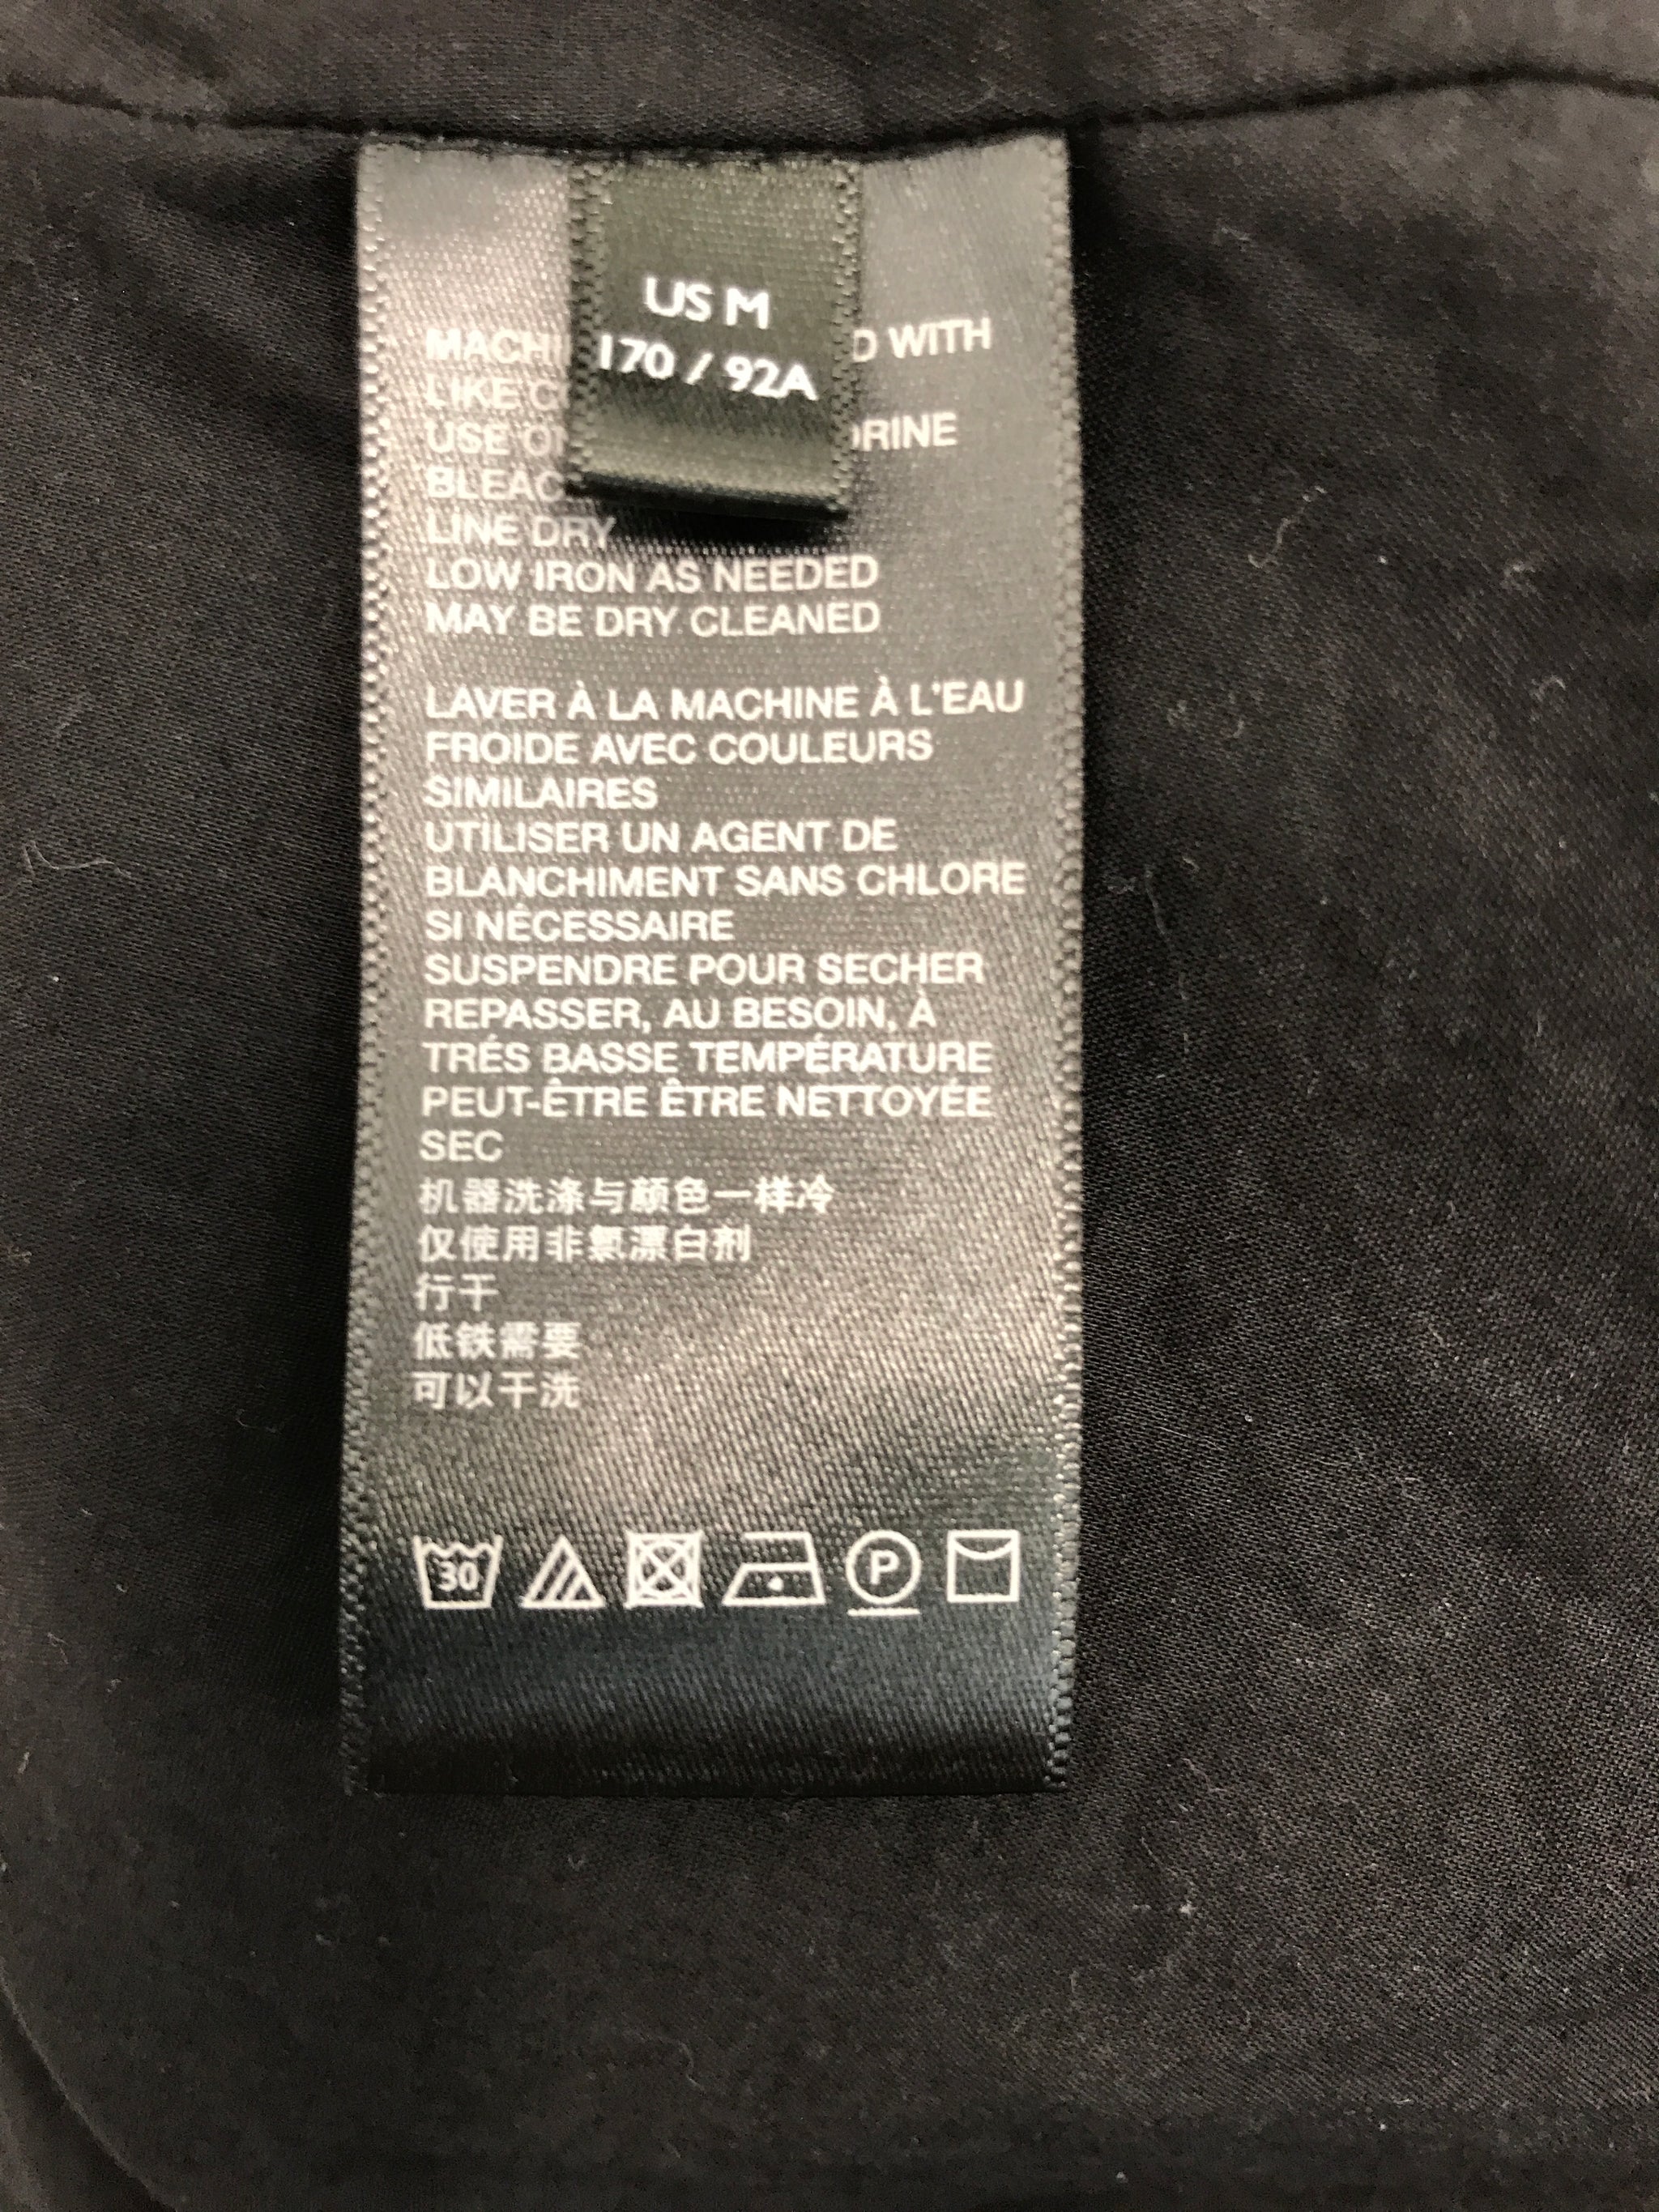 US M
170 / 92A
WITH
LIKE
USE
LINE DRY
LOW IRON AS NEEDED
MAY BE DRY CLEANED
LAVER À LA MACHINE À L'EAU
FROIDE AVEC COULEURS
SIMILAIRES
UTILISER UN AGENT DE
BLANCHIMENT SANS CHLORE
SI NÉCESSAIRE
SUSPENDRE POUR SECHER
REPASSER, AU BESOIN, À
TRÉS BASSE TEMPÉRATURE
PEUT-ÊTRE ÊTRE NETTOYÉE
SEC
机器洗涤与颜色一样冷
仅使用非氯漂白剂
行干
低铁需要
可以干洗
30 P